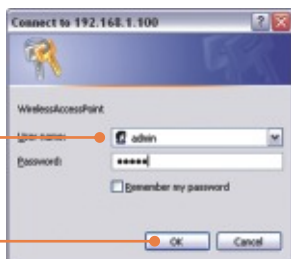 Connect to 192.168.1.100
WirelessAccessPoint
User name:
admin
Password:
•••••
Remember my password
OK
Cancel